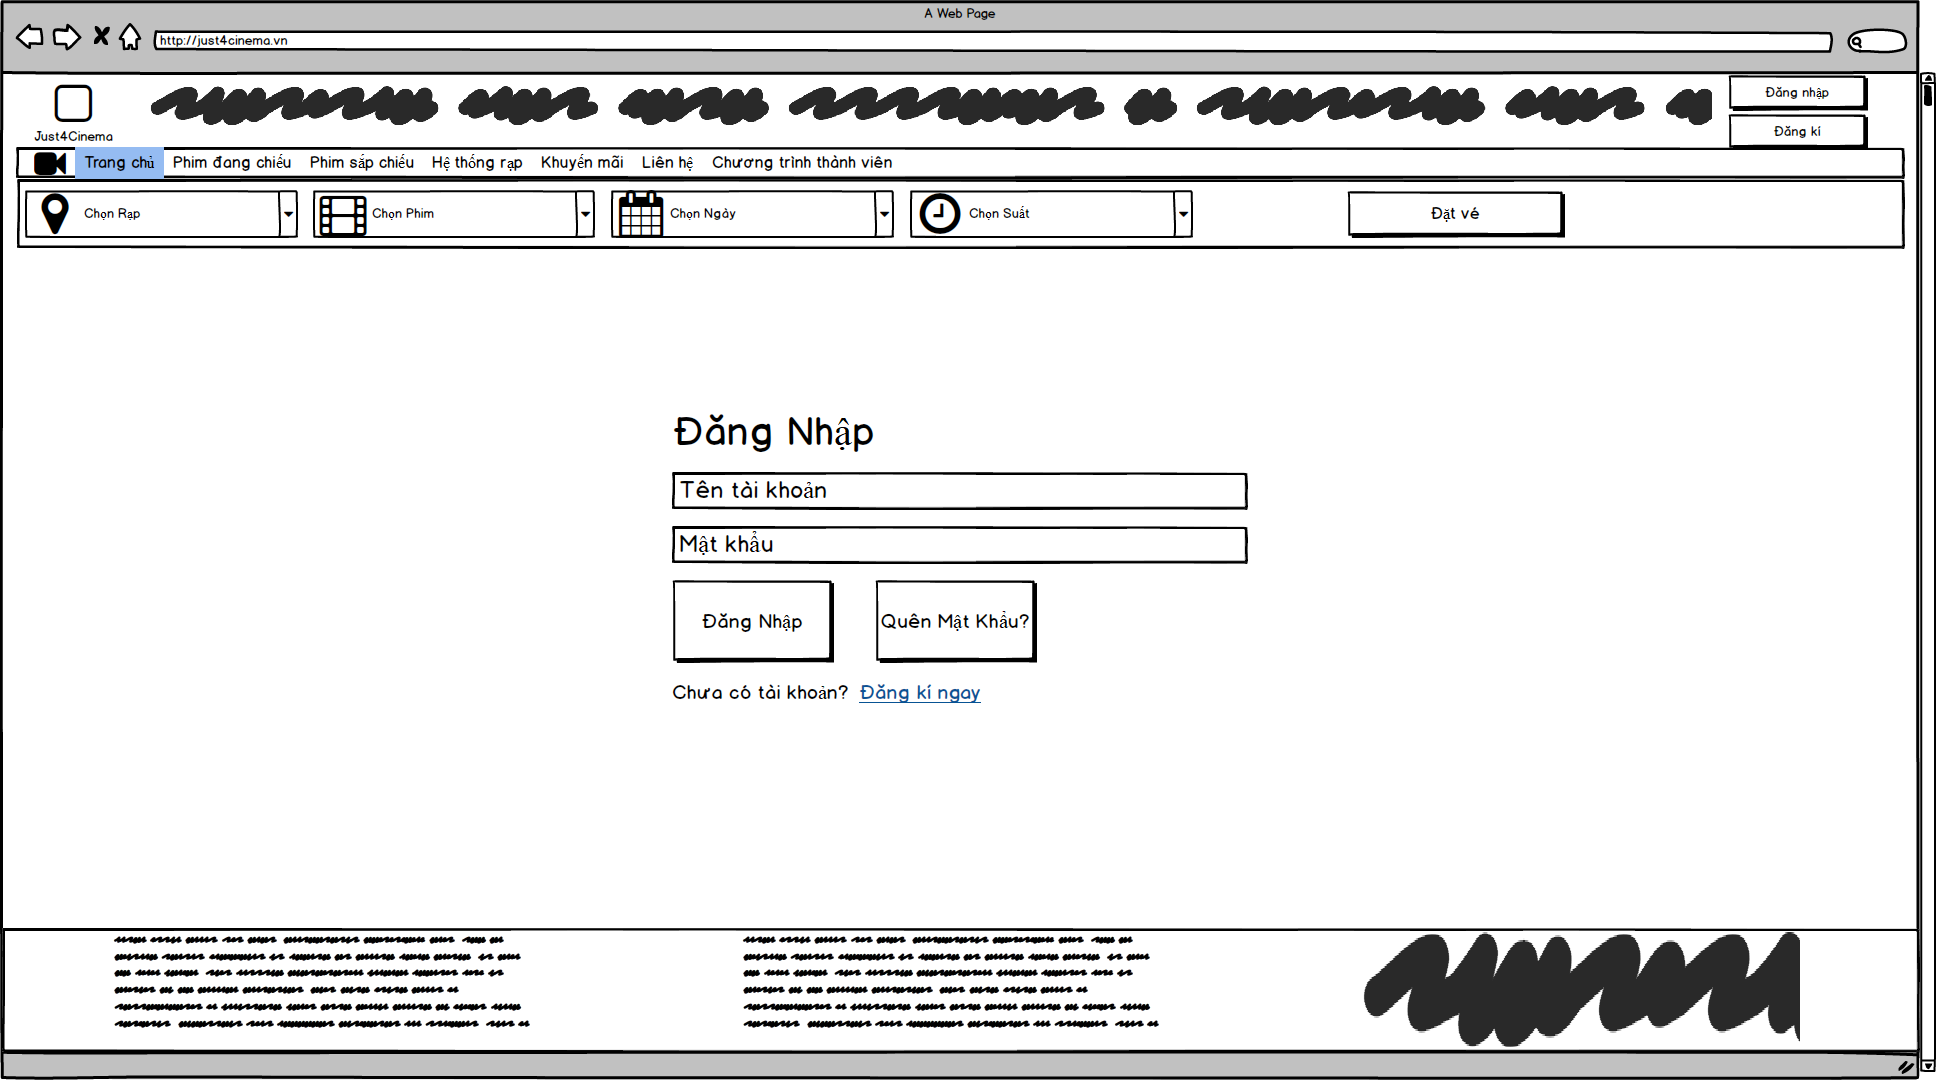 A Web Page
http://just4cinema.vn
Đăng nhập
Just4Cinema
Đăng kí
Trang chủ Phim đang chiếu Phim sắp chiếu Hệ thống rạp Khuyến mãi Liên hệ Chương trình thành viên
Chọn Rạp Chọn Phim Chọn Ngày Chọn Suất Đặt vé
Đăng Nhập
Tên tài khoản
Mật khẩu
Đăng Nhập Quên Mật Khẩu?
Chưa có tài khoản? Đăng kí ngay